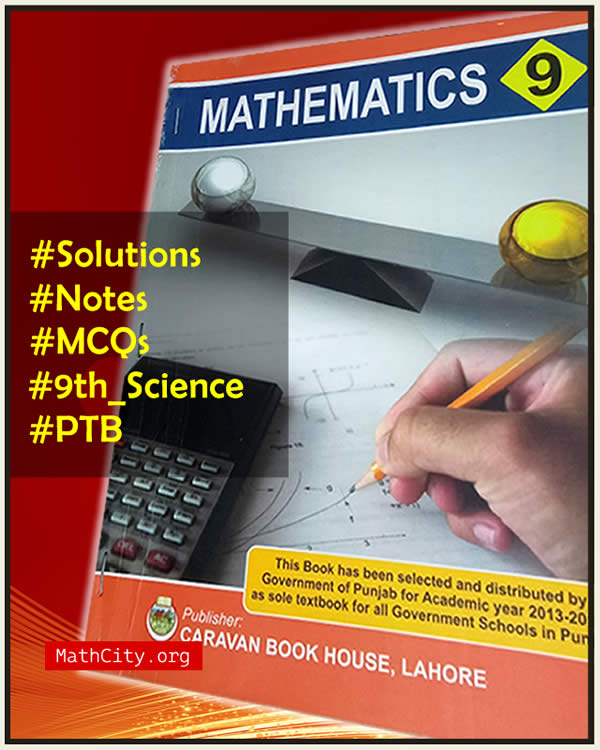 MATHEMATICS 9
#Solutions
#Notes
#MCQs
#9th_Science
#PTB
This Book has been selected and distributed by
Government of Punjab for Academic year 2013-20
as sole textbook for all Government Schools in Pun
Publisher:
CARAVAN BOOK HOUSE, LAHORE
MathCity.org